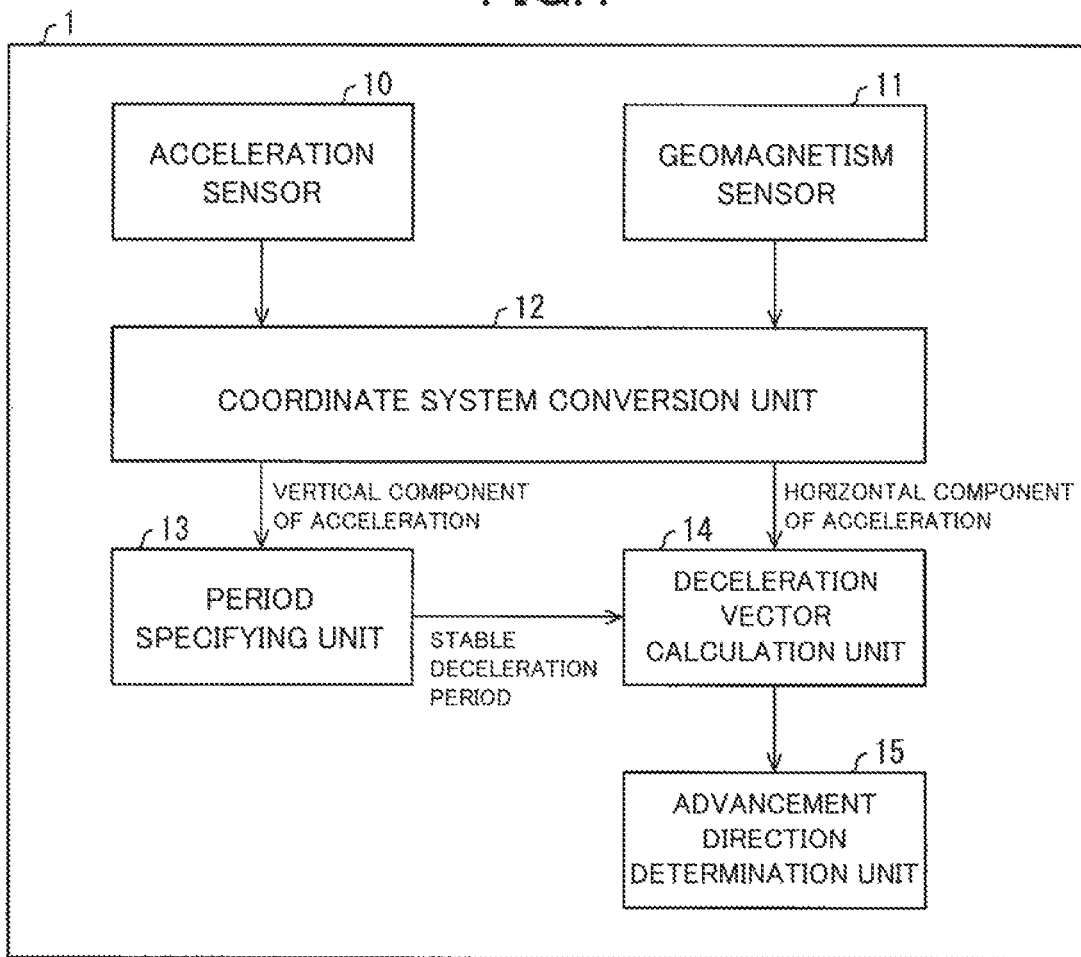 1
10
11
ACCELERATION
SENSOR
GEOMAGNETISM
SENSOR
12
COORDINATE SYSTEM CONVERSION UNIT
VERTICAL COMPONENT
OF ACCELERATION
HORIZONTAL COMPONENT
OF ACCELERATION
13
14
PERIOD
SPECIFYING UNIT
STABLE
DECELERATION
PERIOD
DECELERATION
VECTOR
CALCULATION UNIT
15
ADVANCEMENT
DIRECTION
DETERMINATION UNIT